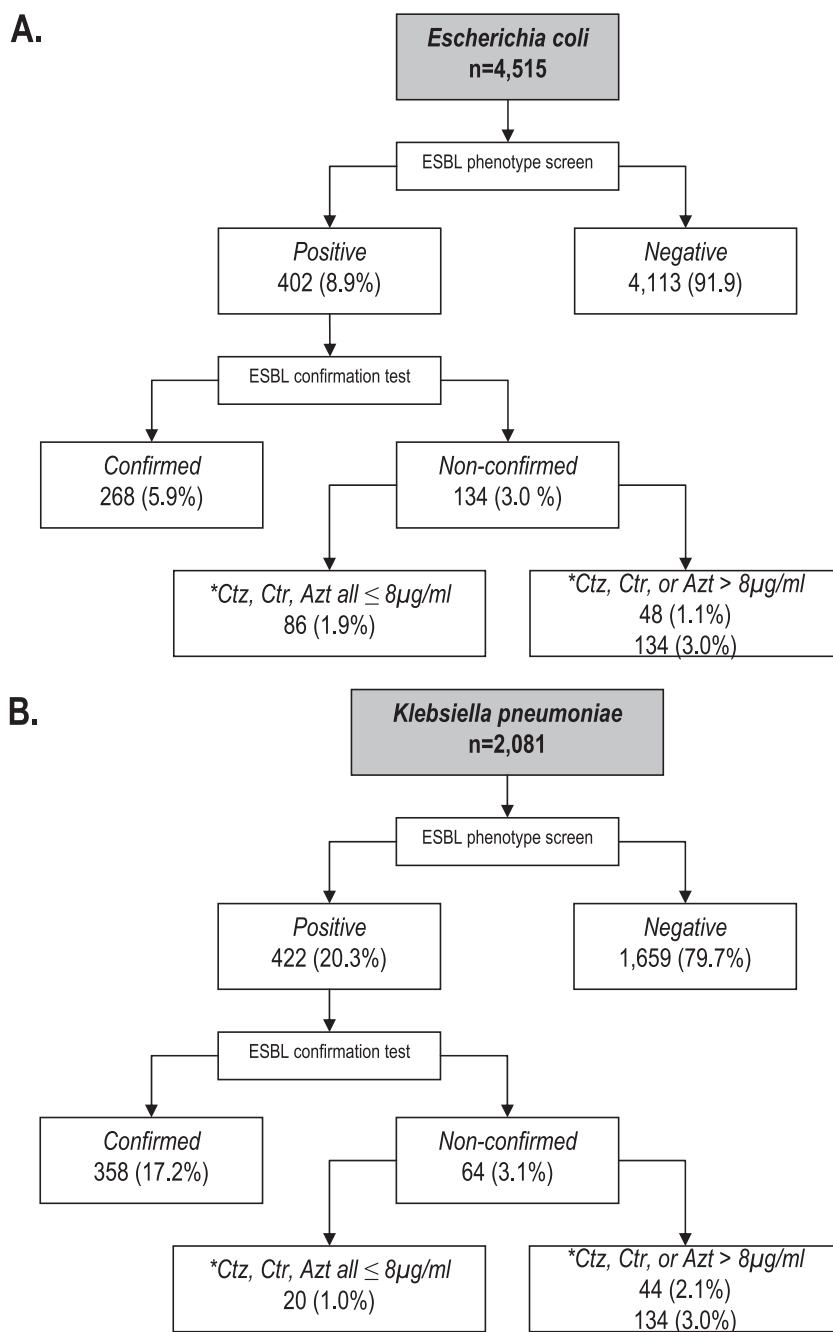 A.
Escherichia coli
n=4,515
ESBL phenotype screen
Positive
402 (8.9%)
Negative
4,113 (91.9)
ESBL confirmation test
Confirmed
268 (5.9%)
Non-confirmed
134 (3.0 %)
*Ctz, Ctr, Azt all ≤ 8µg/ml
86 (1.9%)
*Ctz, Ctr, or Azt > 8µg/ml
48 (1.1%)
134 (3.0%)
B.
Klebsiella pneumoniae
n=2,081
ESBL phenotype screen
Positive
422 (20.3%)
Negative
1,659 (79.7%)
ESBL confirmation test
Confirmed
358 (17.2%)
Non-confirmed
64 (3.1%)
*Ctz, Ctr, Azt all ≤ 8µg/ml
20 (1.0%)
*Ctz, Ctr, or Azt > 8µg/ml
44 (2.1%)
134 (3.0%)